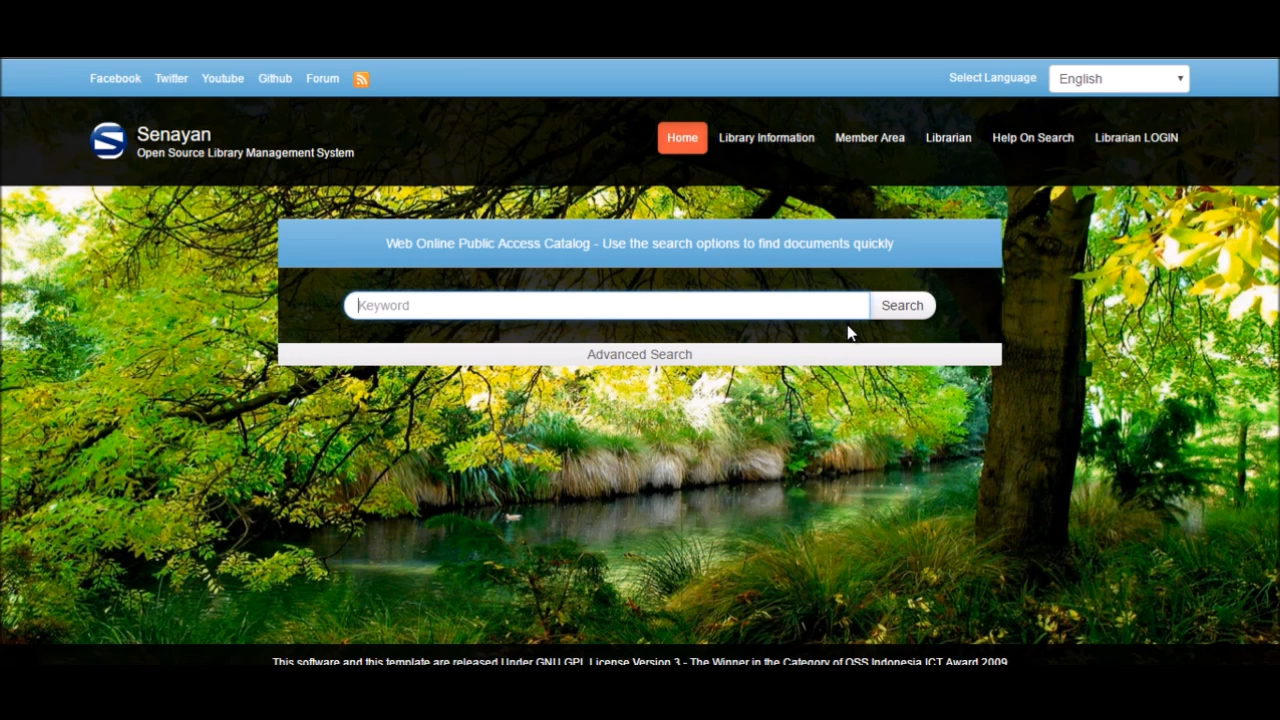 Facebook Twitter Youtube Github Forum Select Language English
Senayan
Open Source Library Management System
Home Library Information Member Area Librarian Help On Search Librarian LOGIN
Web Online Public Access Catalog - Use the search options to find documents quickly
Keyword Search
Advanced Search
This software and this template are released Under GNU GPL License Version 3 - The Winner in the Category of OSS Indonesia ICT Award 2009